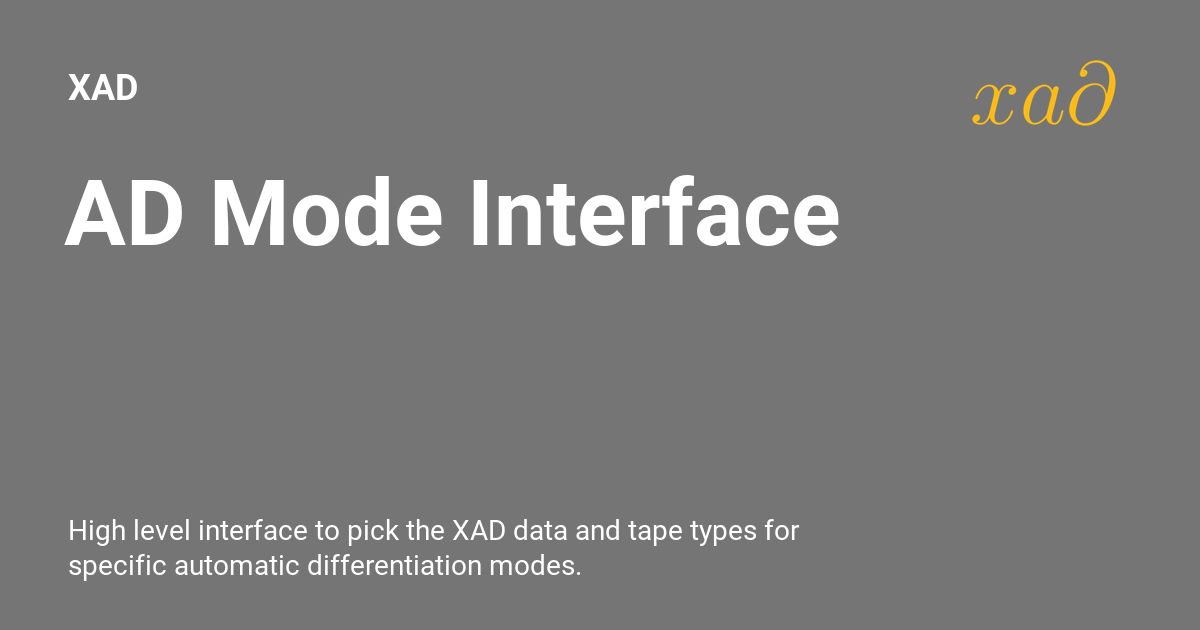 XAD
xa∂
AD Mode Interface
High level interface to pick the XAD data and tape types for
specific automatic differentiation modes.